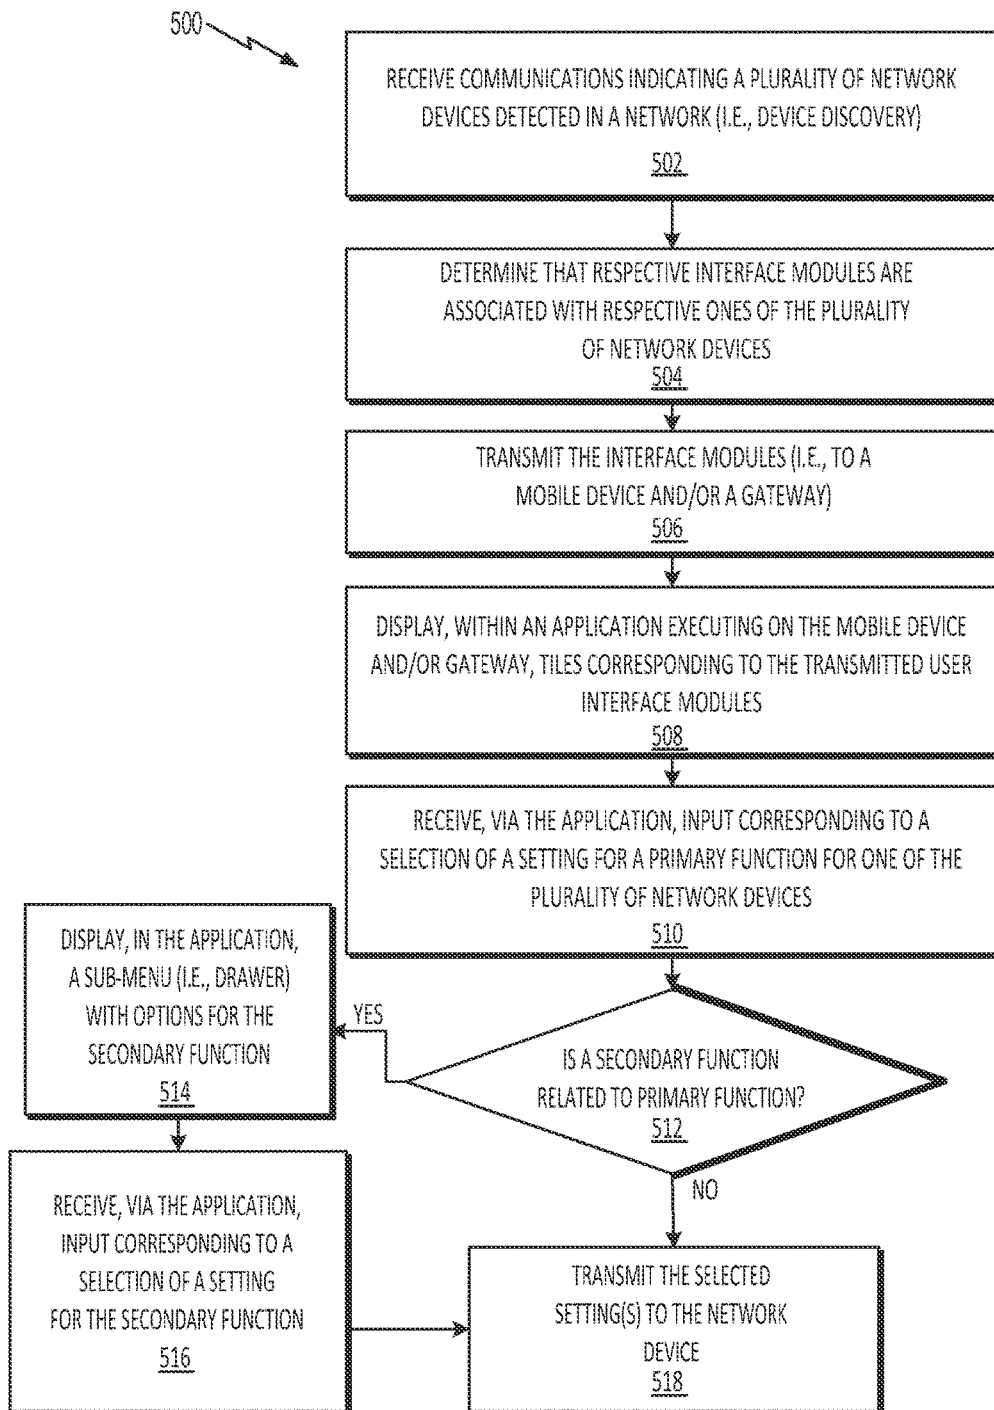 500
RECEIVE COMMUNICATIONS INDICATING A PLURALITY OF NETWORK
DEVICES DETECTED IN A NETWORK (I.E., DEVICE DISCOVERY)
502
DETERMINE THAT RESPECTIVE INTERFACE MODULES ARE
ASSOCIATED WITH RESPECTIVE ONES OF THE PLURALITY
OF NETWORK DEVICES
504
TRANSMIT THE INTERFACE MODULES (I.E., TO A
MOBILE DEVICE AND/OR A GATEWAY)
506
DISPLAY, WITHIN AN APPLICATION EXECUTING ON THE MOBILE DEVICE
AND/OR GATEWAY, TILES CORRESPONDING TO THE TRANSMITTED USER
INTERFACE MODULES
508
RECEIVE, VIA THE APPLICATION, INPUT CORRESPONDING TO A
SELECTION OF A SETTING FOR A PRIMARY FUNCTION FOR ONE OF THE
PLURALITY OF NETWORK DEVICES
510
IS A SECONDARY FUNCTION
RELATED TO PRIMARY FUNCTION?
512
YES
DISPLAY, IN THE APPLICATION,
A SUB-MENU (I.E., DRAWER)
WITH OPTIONS FOR THE
SECONDARY FUNCTION
514
RECEIVE, VIA THE APPLICATION,
INPUT CORRESPONDING TO A
SELECTION OF A SETTING
FOR THE SECONDARY FUNCTION
516
NO
TRANSMIT THE SELECTED
SETTING(S) TO THE NETWORK
DEVICE
518